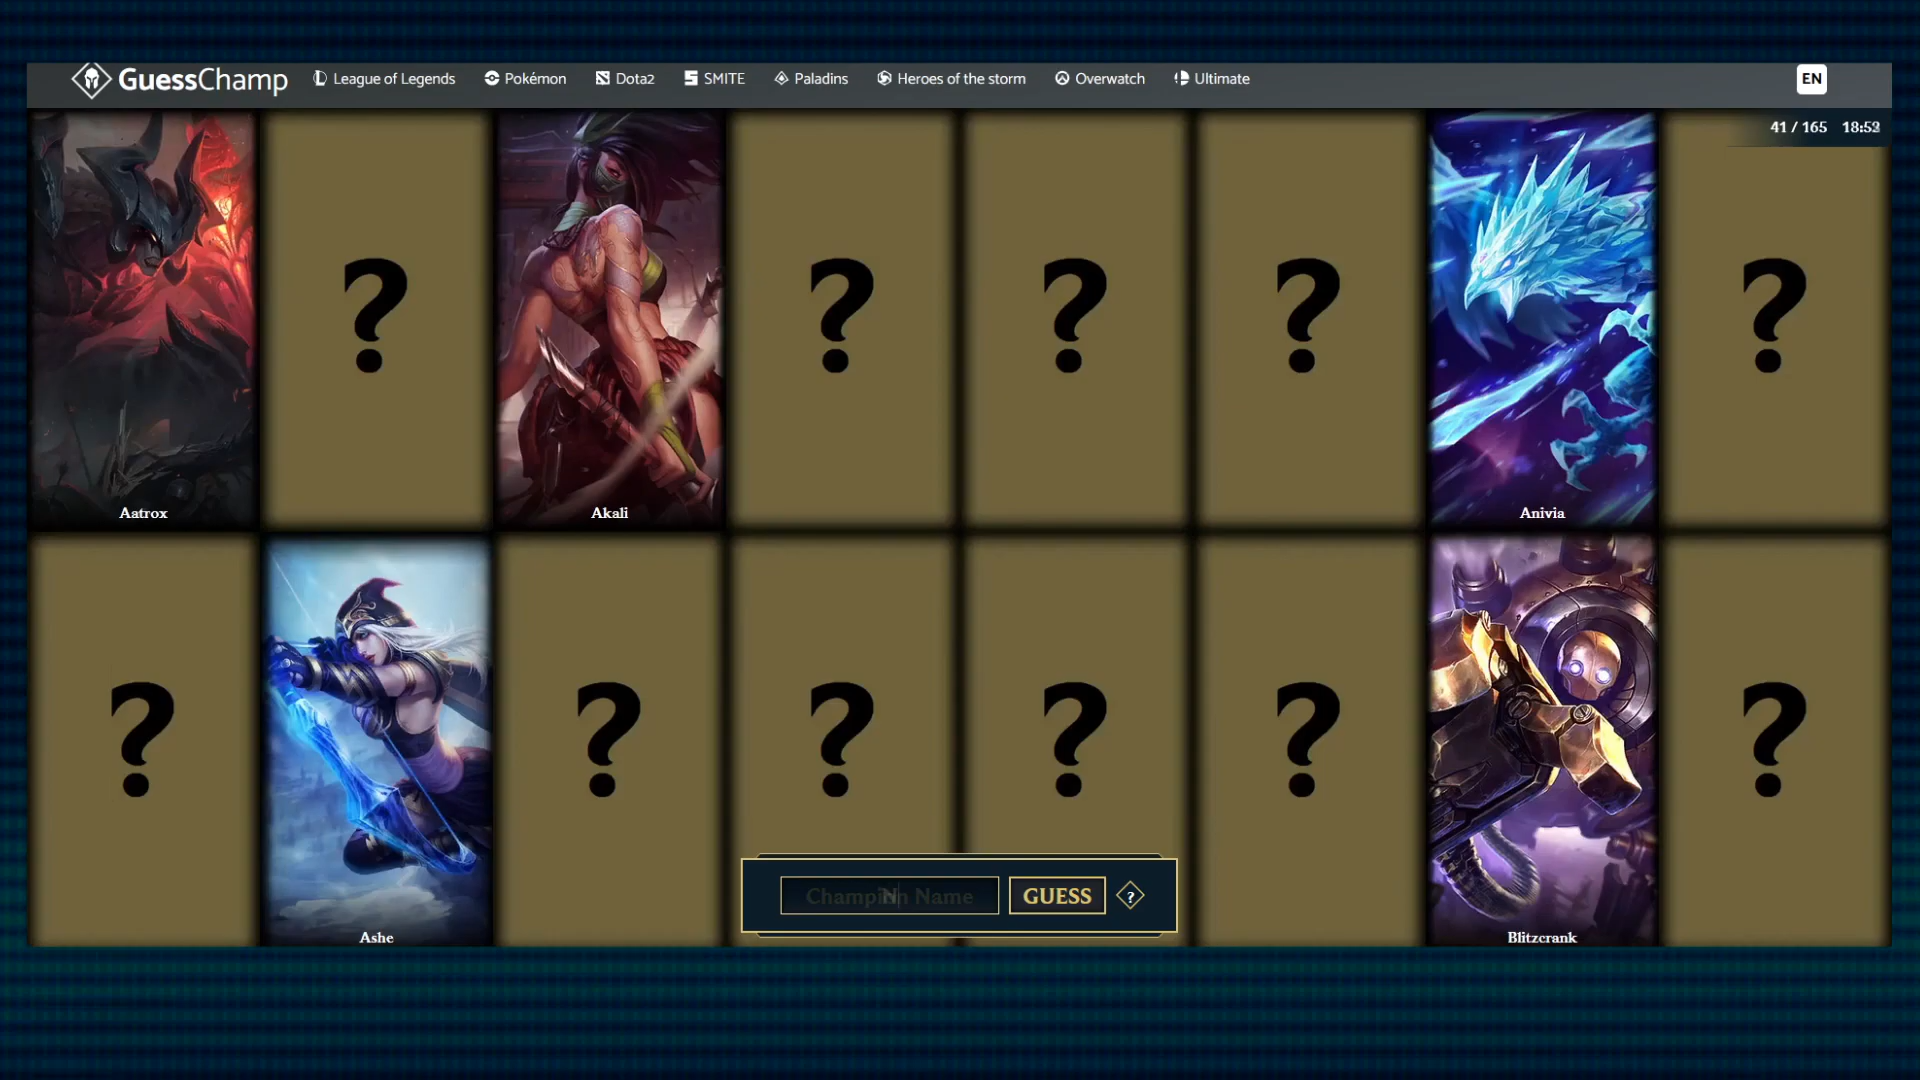 GuessChamp League of Legends Pokémon Dota2 SMITE Paladins Heroes of the storm Overwatch Ultimate EN
41 / 165 18:52
?
?
?
?
?
Aatrox Akali Anivia
?
?
?
?
?
?
N GUESS ?
Ashe Blitzcrank